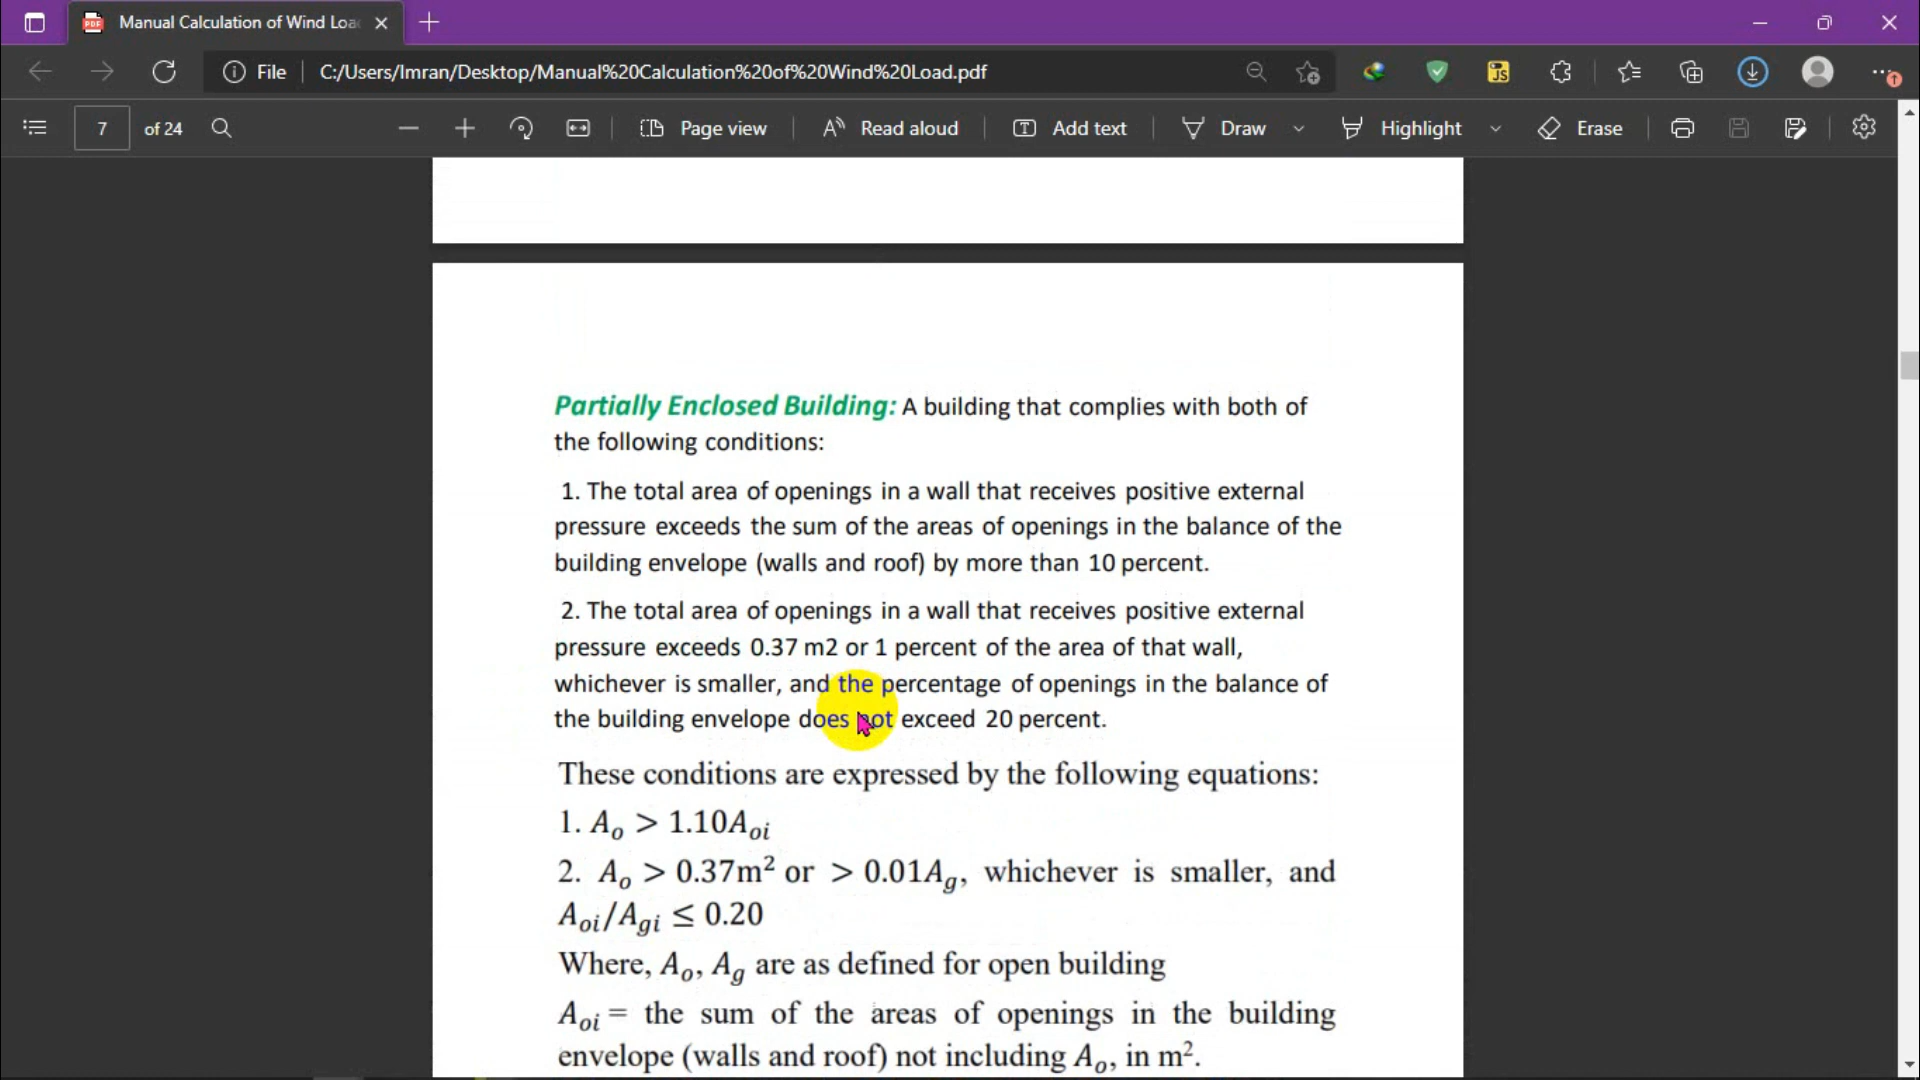 Manual Calculation of Wind Loa
File C:/Users/Imran/Desktop/Manual%20Calculation%20of%20Wind%20Load.pdf
7 of 24 Page view Read aloud Add text Draw Highlight Erase
Partially Enclosed Building: A building that complies with both of
the following conditions:
1. The total area of openings in a wall that receives positive external
pressure exceeds the sum of the areas of openings in the balance of the
building envelope (walls and roof) by more than 10 percent.
2. The total area of openings in a wall that receives positive external
pressure exceeds 0.37 m2 or 1 percent of the area of that wall,
whichever is smaller, and the percentage of openings in the balance of
the building envelope does not exceed 20 percent.
These conditions are expressed by the following equations:
1. Aₒ > 1.10Aₒᵢ
2. Aₒ > 0.37m² or > 0.01A_g, whichever is smaller, and
Aₒᵢ/A_gi ≤ 0.20
Where, Aₒ, A_g are as defined for open building
Aₒᵢ = the sum of the areas of openings in the building
envelope (walls and roof) not including Aₒ, in m².